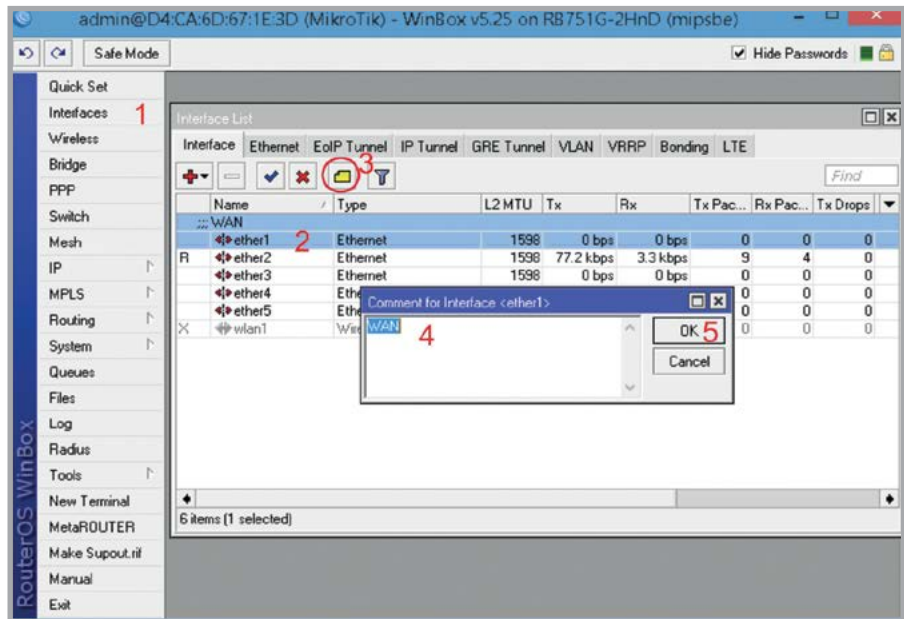 admin@D4:CA:6D:67:1E:3D (MikroTik) - WinBox v5.25 on RB751G-2HnD (mipsbe)
Safe Mode
Hide Passwords
Quick Set
Interfaces 1
Wireless
Bridge
PPP
Switch
Mesh
IP
MPLS
Routing
System
Queues
Files
Log
Radius
Tools
New Terminal
MetaROUTER
Make Supout.rif
Manual
Exit
RouterOS WinBox
Interface List
Interface Ethernet EoIP Tunnel IP Tunnel GRE Tunnel VLAN VRRP Bonding LTE
3
Find
Name / Type L2 MTU Tx Rx Tx Pac... Rx Pac... Tx Drops
;;; WAN
ether1 2 Ethernet 1598 0 bps 0 bps 0 0 0
R ether2 Ethernet 1598 77.2 kbps 3.3 kbps 9 4 0
ether3 Ethernet 1598 0 bps 0 bps 0 0 0
ether4 Ethe 0 0 0
ether5 Ethe 0 0 0
X wlan1 Wire 0 0 0
Comment for Interface <ether1>
WAN
4
OK 5
Cancel
6 items (1 selected)